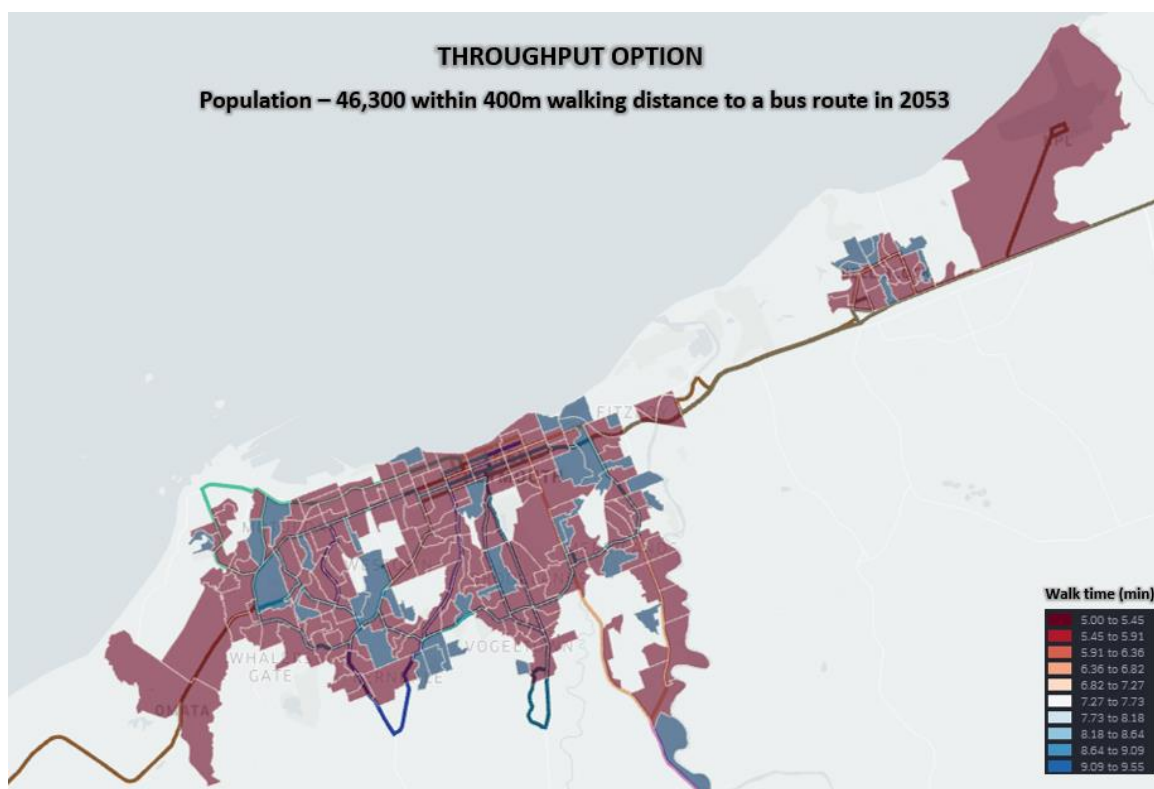 THROUGHPUT OPTION
Population – 46,300 within 400m walking distance to a bus route in 2053
NPL
WHALERS
GATE
OMATA
Walk time (min)
5.00 to 5.45
5.45 to 5.91
5.91 to 6.36
6.36 to 6.82
6.82 to 7.27
7.27 to 7.73
7.73 to 8.18
8.18 to 8.64
8.64 to 9.09
9.09 to 9.55